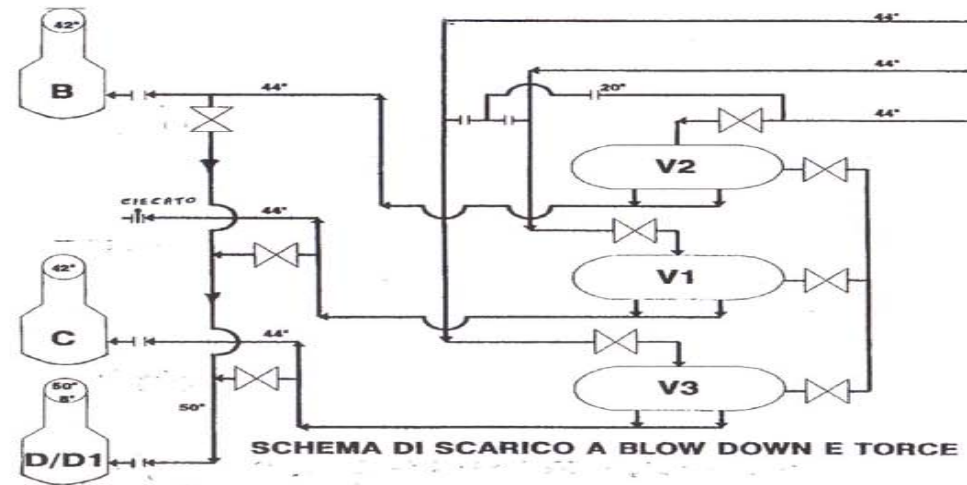 42"
B
44"
44"
44"
20"
44"
V2
CIECATO
44"
V1
42"
C
44"
50"
8"
D/D1
50"
V3
SCHEMA DI SCARICO A BLOW DOWN E TORCE